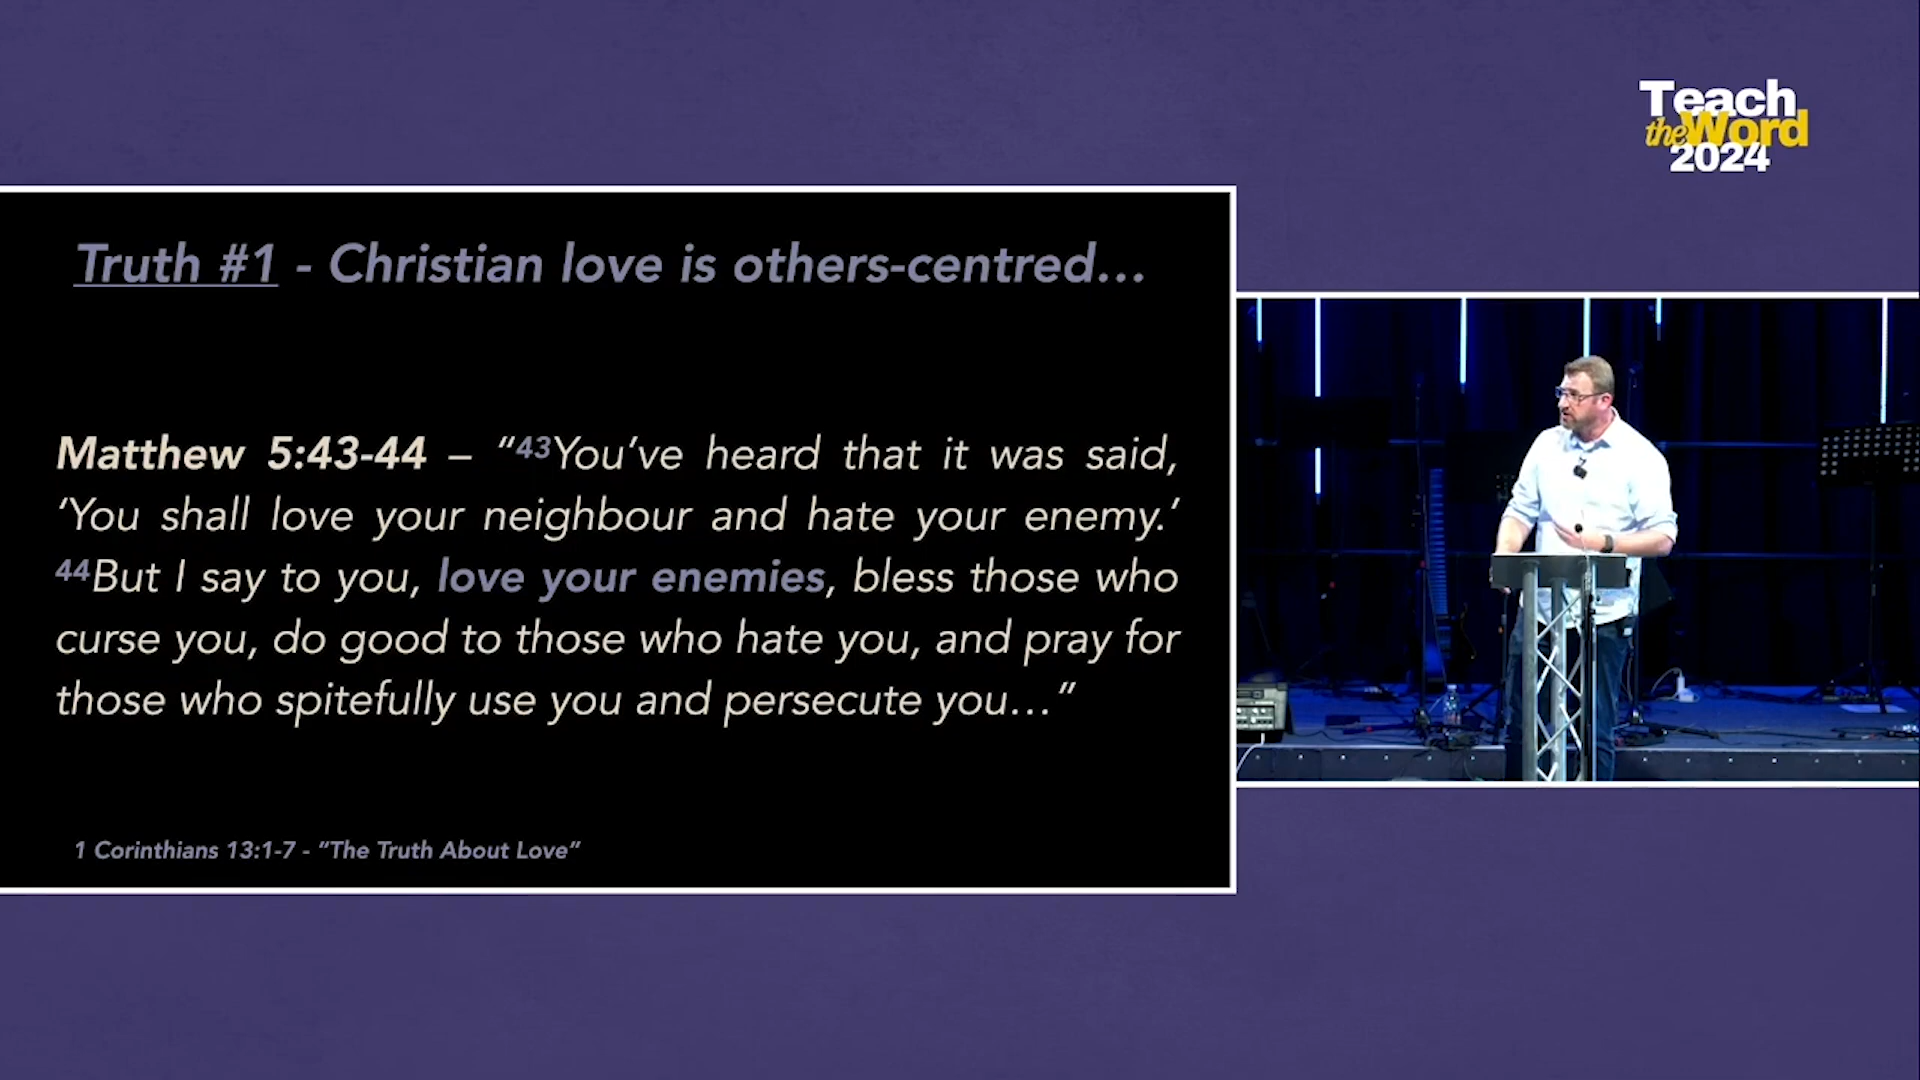 Teach
the Word
2024
Truth #1 - Christian love is others-centred…
Matthew 5:43-44 – “43You’ve heard that it was said,
‘You shall love your neighbour and hate your enemy.’
44But I say to you, love your enemies, bless those who
curse you, do good to those who hate you, and pray for
those who spitefully use you and persecute you…”
1 Corinthians 13:1-7 - “The Truth About Love”